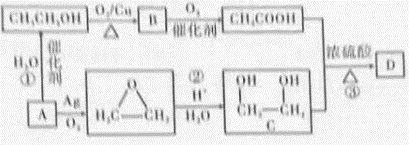 CH₃CH₂OH O₂/Cu △ B O₂ 催化剂 CH₃COOH
H₂O ① 催化剂
浓硫酸 △ ③ D
A Ag O₂ O H₂C—CH₂ ② H⁺ H₂O OH OH CH₂—CH₂ C